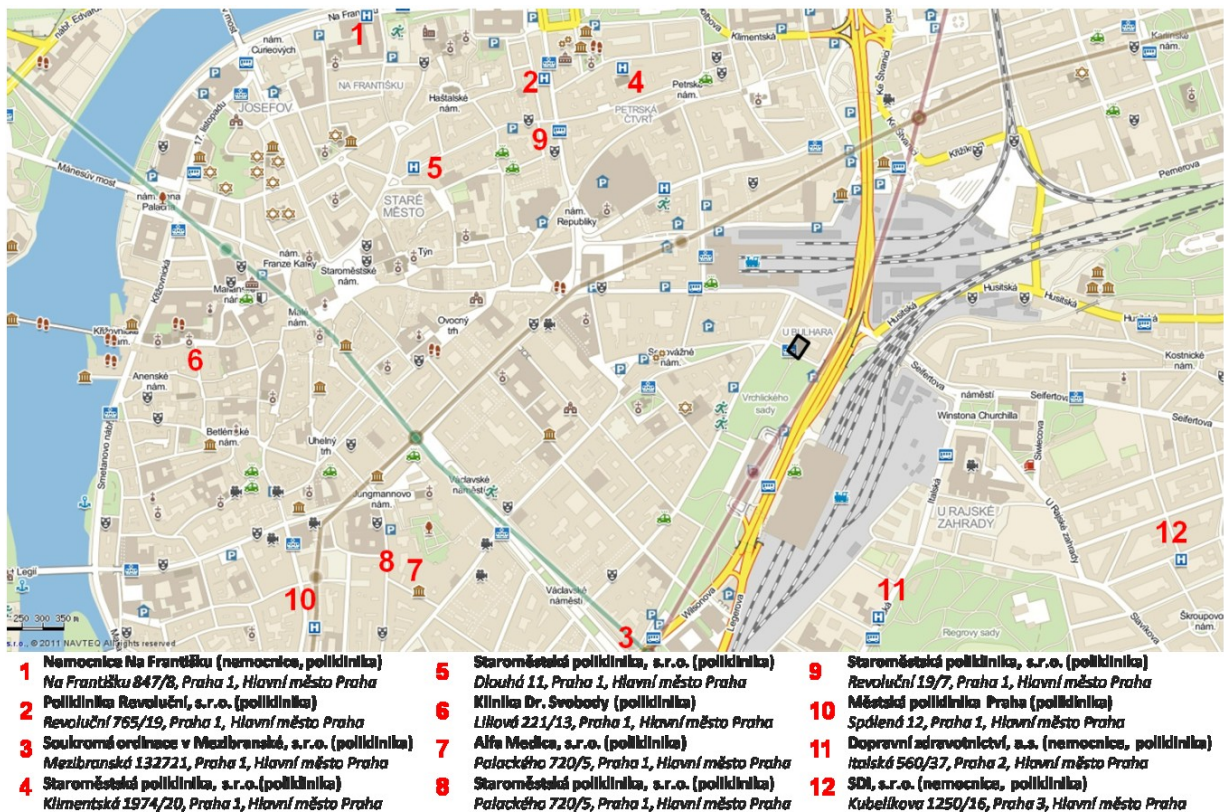 Na Fran
1
nám.
Curieových
NA FRANTIŠKU
Haštalské
nám.
2
4
Klimentská
Petrské
nám.
PETRSKÁ
ČTVRŤ
Ke Štvanici
Karlínské
nám.
JOSEFOV
17. listopadu
9
5
Mánesův most
nám. Jana
Palacha
STARÉ
MĚSTO
nám.
Republiky
Křižíkova
Pernerova
nám.
Franze Kafky
Týn
Staroměstské
nám.
Křižovnická
Malé
nám.
Ovocný
trh
Husitská
Husitská
Husitská
U BULHARA
6
Anenské
nám.
Senovážné
nám.
Kostnické
nám.
Seifertova
náměstí
Winstona Churchilla
Seifertova
Seifertova
Vrchlického
sady
Betlémské
nám.
Uhelný
trh
Smetanovo nábř.
Václavské
náměstí
Jungmannovo
nám.
Italská
Siwiecova
U RAJSKÉ
ZAHRADY
U Rajské zahrady
12
8
7
11
10
Legií
Václavské
náměstí
3
Wilsonova
Legerova
Riegrovy sady
Slavíkova
Škroupovo
nám.
250 300 350 m
s.r.o., © 2011 NAVTEQ All rights reserved
1 Nemocnice Na Františku (nemocnice, poliklinika)
Na Františku 847/8, Praha 1, Hlavní město Praha
2 Poliklinika Revoluční, s.r.o. (poliklinika)
Revoluční 765/19, Praha 1, Hlavní město Praha
3 Soukromá ordinace v Mezibranské, s.r.o. (poliklinika)
Mezibranská 132721, Praha 1, Hlavní město Praha
4 Staroměstská poliklinika, s.r.o.(poliklinika)
Klimentská 1974/20, Praha 1, Hlavní město Praha
5 Staroměstská poliklinika, s.r.o. (poliklinika)
Dlouhá 11, Praha 1, Hlavní město Praha
6 Klinika Dr. Svobody (poliklinika)
Liliová 221/13, Praha 1, Hlavní město Praha
7 Alfa Medica, s.r.o. (poliklinika)
Palackého 720/5, Praha 1, Hlavní město Praha
8 Staroměstská poliklinika, s.r.o. (poliklinika)
Palackého 720/5, Praha 1, Hlavní město Praha
9 Staroměstská poliklinika, s.r.o. (poliklinika)
Revoluční 19/7, Praha 1, Hlavní město Praha
10 Městská poliklinika Praha (poliklinika)
Spálená 12, Praha 1, Hlavní město Praha
11 Dopravní zdravotnictví, a.s. (nemocnice, poliklinika)
Italská 560/37, Praha 2, Hlavní město Praha
12 SDI, s.r.o. (nemocnice, poliklinika)
Kubelíkova 1250/16, Praha 3, Hlavní město Praha